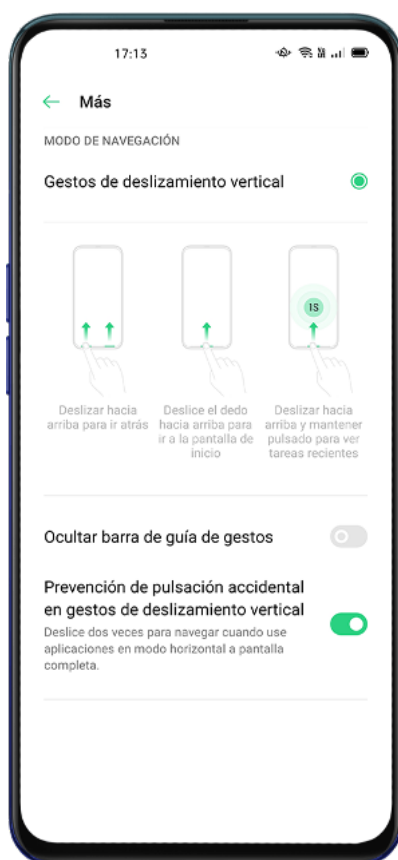 17:13
Más
MODO DE NAVEGACIÓN
Gestos de deslizamiento vertical
1S
Deslizar hacia
arriba para ir atrás
Deslice el dedo
hacia arriba para
ir a la pantalla de
inicio
Deslizar hacia
arriba y mantener
pulsado para ver
tareas recientes
Ocultar barra de guía de gestos
Prevención de pulsación accidental
en gestos de deslizamiento vertical
Deslice dos veces para navegar cuando use
aplicaciones en modo horizontal a pantalla
completa.